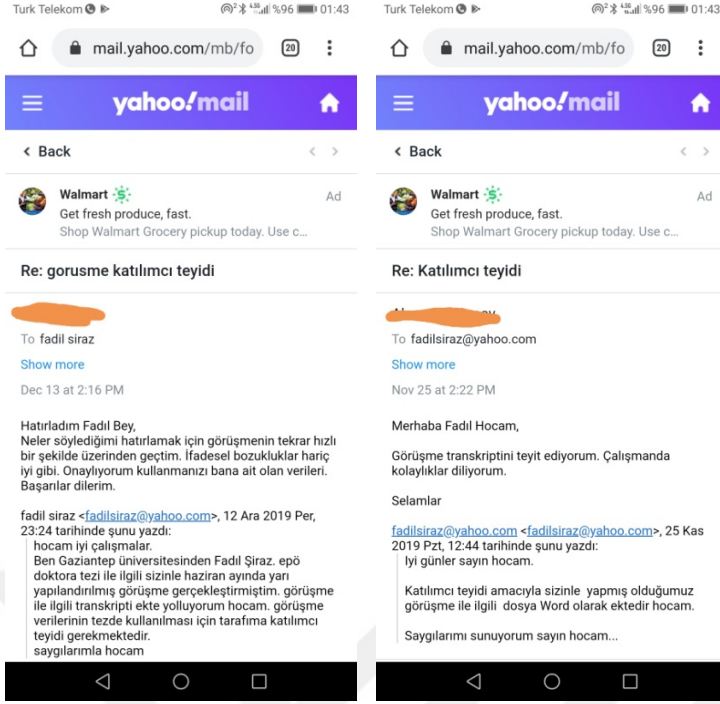 Turk Telekom
%96
01:43
mail.yahoo.com/mb/fo
20
yahoo!mail
Back
Walmart
Ad
Get fresh produce, fast.
Shop Walmart Grocery pickup today. Use c...
Re: gorusme katılımcı teyidi
To fadil siraz
Show more
Dec 13 at 2:16 PM
Hatırladım Fadıl Bey,
Neler söylediğimi hatırlamak için görüşmenin tekrar hızlı
bir şekilde üzerinden geçtim. İfadesel bozukluklar hariç
iyi gibi. Onaylıyorum kullanmanızı bana ait olan verileri.
Başarılar dilerim.
fadil siraz <fadilsiraz@yahoo.com>, 12 Ara 2019 Per,
23:24 tarihinde şunu yazdı:
hocam iyi çalışmalar.
Ben Gaziantep üniversitesinden Fadıl Şiraz. epö
doktora tezi ile ilgili sizinle haziran ayında yarı
yapılandırılmış görüşme gerçekleştirmiştim. görüşme
ile ilgili transkripti ekte yolluyorum hocam. görüşme
verilerinin tezde kullanılması için tarafıma katılımcı
teyidi gerekmektedir.
saygılarımla hocam
Turk Telekom
%96
01:43
mail.yahoo.com/mb/fo
20
yahoo!mail
Back
Walmart
Ad
Get fresh produce, fast.
Shop Walmart Grocery pickup today. Use c...
Re: Katılımcı teyidi
To fadilsiraz@yahoo.com
Show more
Nov 25 at 2:22 PM
Merhaba Fadıl Hocam,
Görüşme transkriptini teyit ediyorum. Çalışmanda
kolaylıklar diliyorum.
Selamlar
fadilsiraz@yahoo.com <fadilsiraz@yahoo.com>, 25 Kas
2019 Pzt, 12:44 tarihinde şunu yazdı:
Iyi günler sayın hocam.
Katılımcı teyidi amacıyla sizinle yapmış olduğumuz
görüşme ile ilgili dosya Word olarak ektedir hocam.
Saygılarımı sunuyorum sayın hocam...